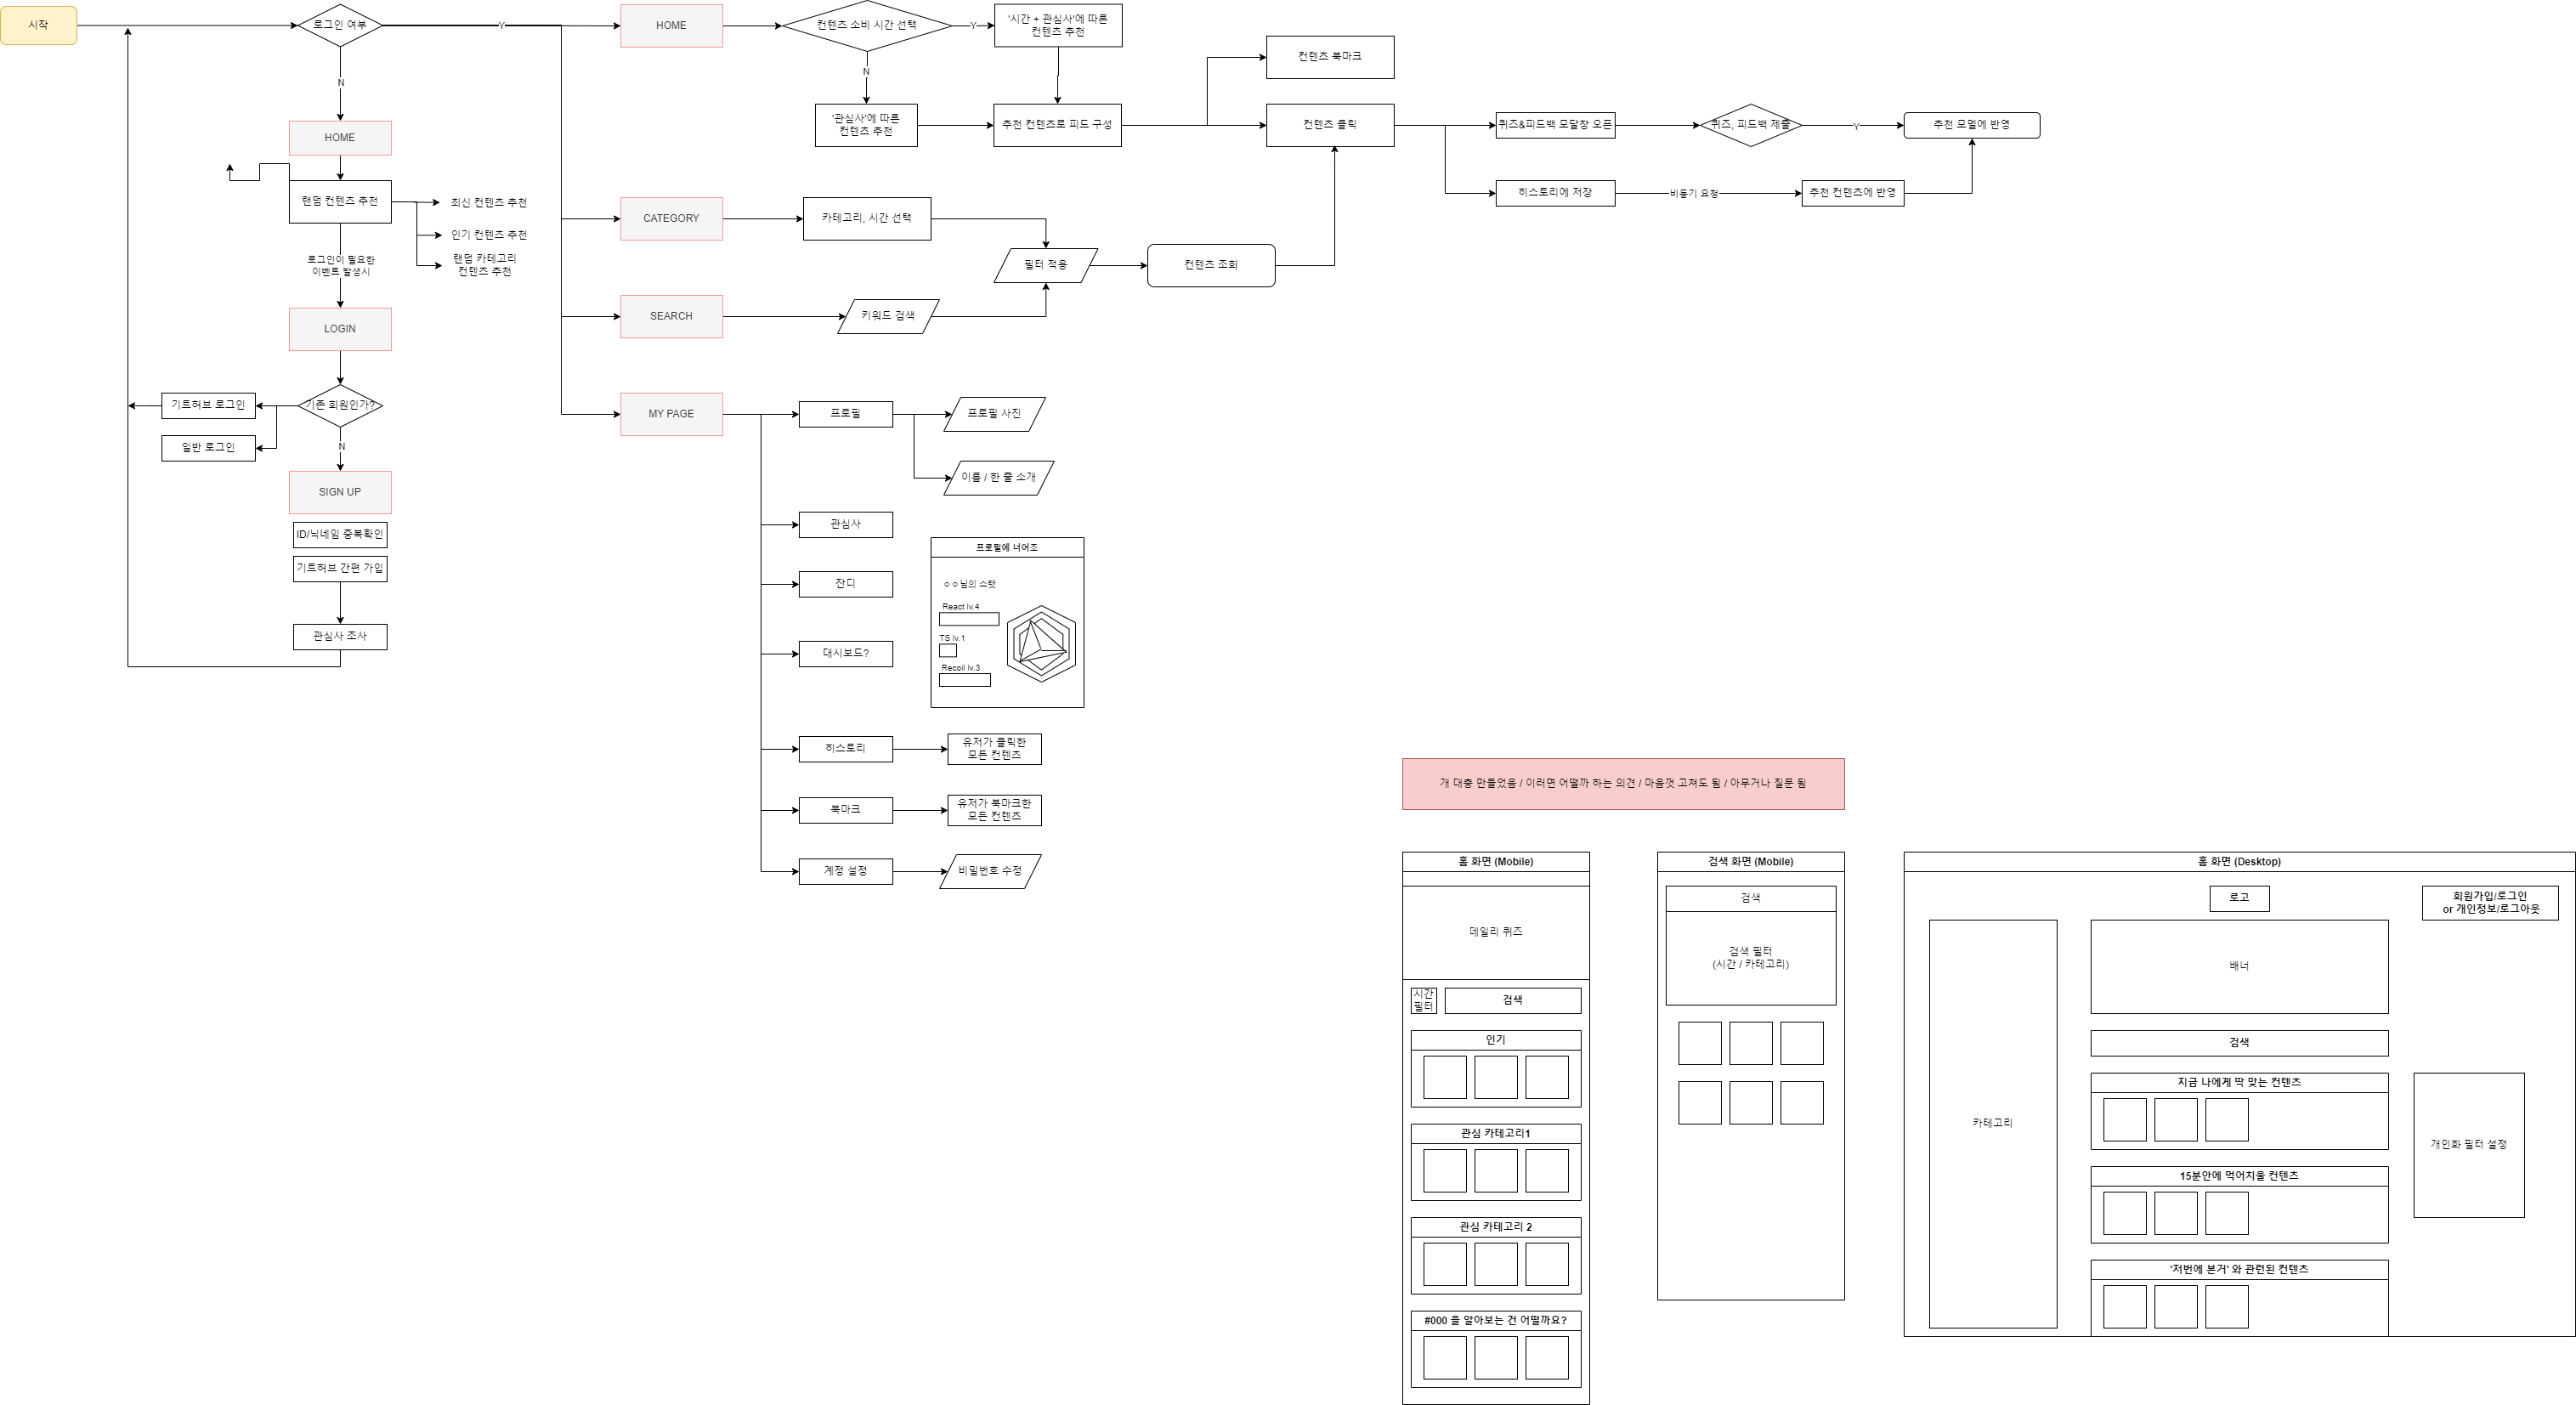 시작
로그인 여부
Y
HOME
컨텐츠 소비 시간 선택
Y
'시간 + 관심사'에 따른
컨텐츠 추천
N
'관심사'에 따른
컨텐츠 추천
추천 컨텐츠로 피드 구성
컨텐츠 북마크
컨텐츠 클릭
퀴즈&피드백 모달창 오픈
퀴즈, 피드백 제출
Y
추천 모델에 반영
히스토리에 저장
비동기 요청
추천 컨텐츠에 반영
N
HOME
랜덤 컨텐츠 추천
최신 컨텐츠 추천
인기 컨텐츠 추천
랜덤 카테고리
컨텐츠 추천
로그인이 필요한
이벤트 발생시
LOGIN
기존 회원인가?
기트허브 로그인
일반 로그인
N
SIGN UP
ID/닉네임 중복확인
기트허브 간편 가입
관심사 조사
CATEGORY
카테고리, 시간 선택
필터 적용
컨텐츠 조회
SEARCH
키워드 검색
MY PAGE
프로필
프로필 사진
이름 / 한 줄 소개
관심사
잔디
대시보드?
프로필에 너어조
ㅇㅇ님의 스탯
React lv.4
TS lv.1
Recoil lv.3
히스토리
유저가 클릭한
모든 컨텐츠
북마크
유저가 북마크한
모든 컨텐츠
계정 설정
비밀번호 수정
개 대충 만들었음 / 이러면 어떨까 하는 의견 / 마음껏 고쳐도 됨 / 아무거나 질문 됨
홈 화면 (Mobile)
데일리 퀴즈
시간
필터
검색
인기
관심 카테고리1
관심 카테고리 2
#000 을 알아보는 건 어떨까요?
검색 화면 (Mobile)
검색
검색 필터
(시간 / 카테고리)
홈 화면 (Desktop)
로고
회원가입/로그인
or 개인정보/로그아웃
카테고리
배너
검색
지금 나에게 딱 맞는 컨텐츠
15분안에 먹어치울 컨텐츠
'저번에 본거' 와 관련된 컨텐츠
개인화 필터 설정